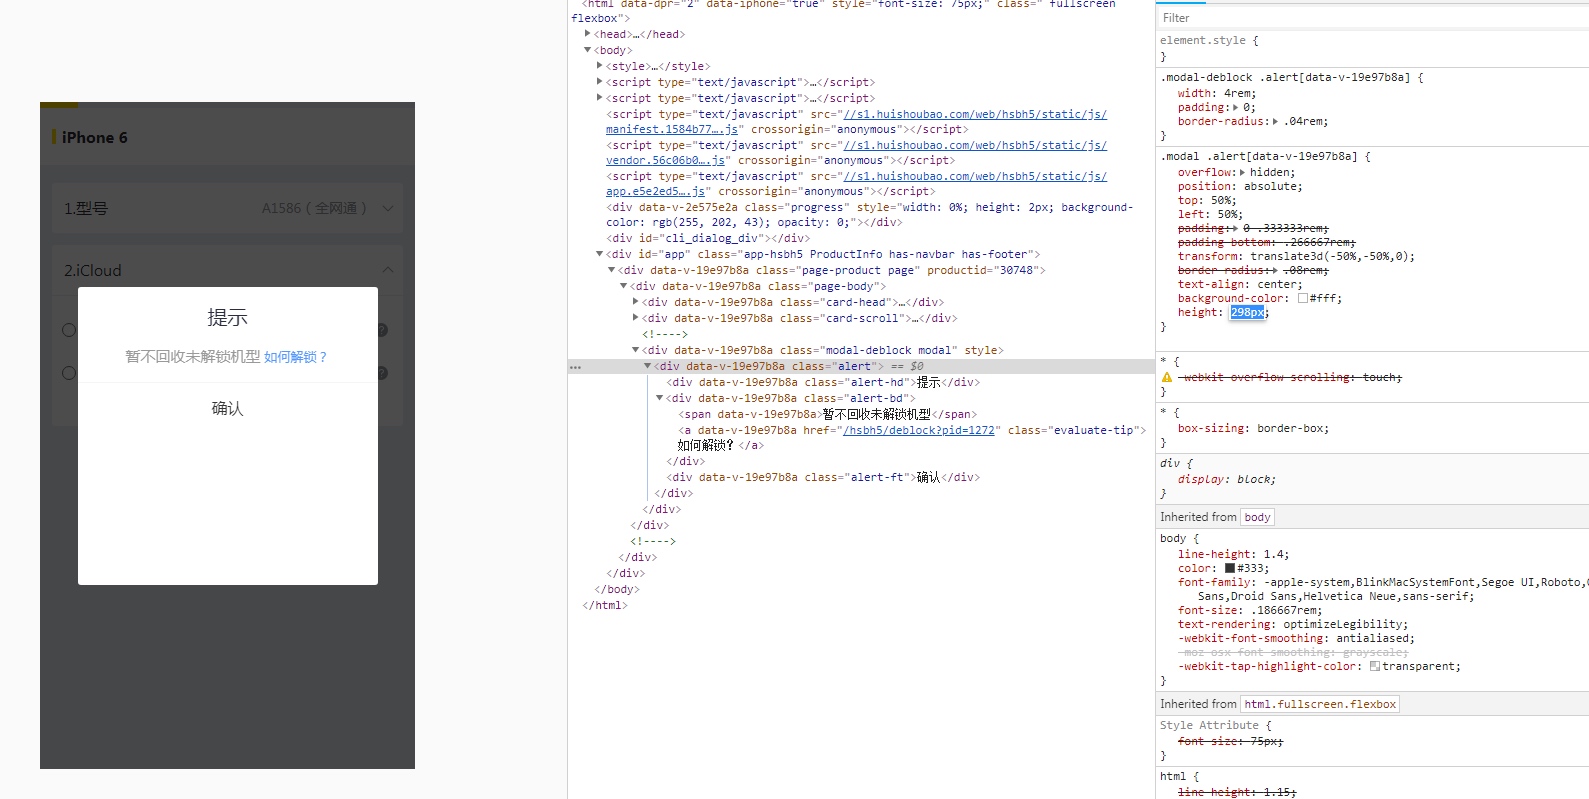 iPhone 6
1.型号 A1586（全网通）
2.iCloud
提示
暂不回收未解锁机型 如何解锁？
确认
<html data-dpr="2" data-iphone="true" style="font-size: 75px;" class=" fullscreen
flexbox">
<head>…</head>
<body>
<style>…</style>
<script type="text/javascript">…</script>
<script type="text/javascript">…</script>
<script type="text/javascript" src="//s1.huishoubao.com/web/hsbh5/static/js/
manifest.1584b77….js" crossorigin="anonymous"></script>
<script type="text/javascript" src="//s1.huishoubao.com/web/hsbh5/static/js/
vendor.56c06b0….js" crossorigin="anonymous"></script>
<script type="text/javascript" src="//s1.huishoubao.com/web/hsbh5/static/js/
app.e5e2ed5….js" crossorigin="anonymous"></script>
<div data-v-2e575e2a class="progress" style="width: 0%; height: 2px; background-
color: rgb(255, 202, 43); opacity: 0;"></div>
<div id="cli_dialog_div"></div>
<div id="app" class="app-hsbh5 ProductInfo has-navbar has-footer">
<div data-v-19e97b8a class="page-product page" productid="30748">
<div data-v-19e97b8a class="page-body">
<div data-v-19e97b8a class="card-head">…</div>
<div data-v-19e97b8a class="card-scroll">…</div>
<!---->
<div data-v-19e97b8a class="modal-deblock modal" style>
… <div data-v-19e97b8a class="alert"> == $0
<div data-v-19e97b8a class="alert-hd">提示</div>
<div data-v-19e97b8a class="alert-bd">
<span data-v-19e97b8a>暂不回收未解锁机型</span>
<a data-v-19e97b8a href="/hsbh5/deblock?pid=1272" class="evaluate-tip">
如何解锁？</a>
</div>
<div data-v-19e97b8a class="alert-ft">确认</div>
</div>
</div>
</div>
<!---->
</div>
</div>
</body>
</html>
Filter
element.style {
}
.modal-deblock .alert[data-v-19e97b8a] {
width: 4rem;
padding: 0;
border-radius: .04rem;
}
.modal .alert[data-v-19e97b8a] {
overflow: hidden;
position: absolute;
top: 50%;
left: 50%;
padding: 0 .333333rem;
padding-bottom: .266667rem;
transform: translate3d(-50%,-50%,0);
border-radius: .08rem;
text-align: center;
background-color: #fff;
height: 298px;
}
* {
-webkit-overflow-scrolling: touch;
}
* {
box-sizing: border-box;
}
div {
display: block;
}
Inherited from body
body {
line-height: 1.4;
color: #333;
font-family: -apple-system,BlinkMacSystemFont,Segoe UI,Roboto,
Sans,Droid Sans,Helvetica Neue,sans-serif;
font-size: .186667rem;
text-rendering: optimizeLegibility;
-webkit-font-smoothing: antialiased;
-moz-osx-font-smoothing: grayscale;
-webkit-tap-highlight-color: transparent;
}
Inherited from html.fullscreen.flexbox
Style Attribute {
font-size: 75px;
}
html {
line-height: 1.15;